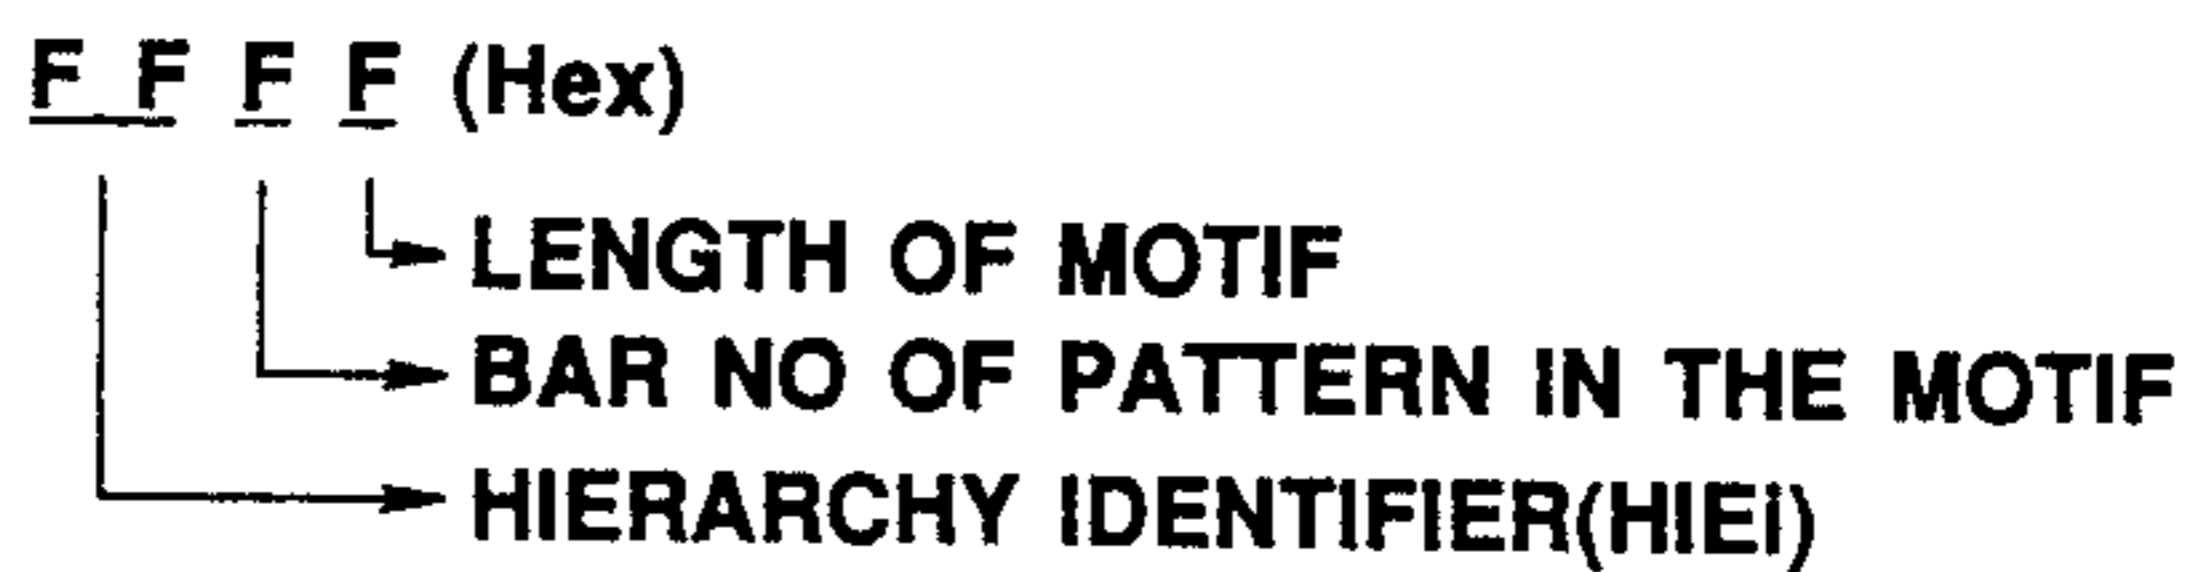 F F F F (Hex)
LENGTH OF MOTIF
BAR NO OF PATTERN IN THE MOTIF
HIERARCHY IDENTIFIER(HIEi)